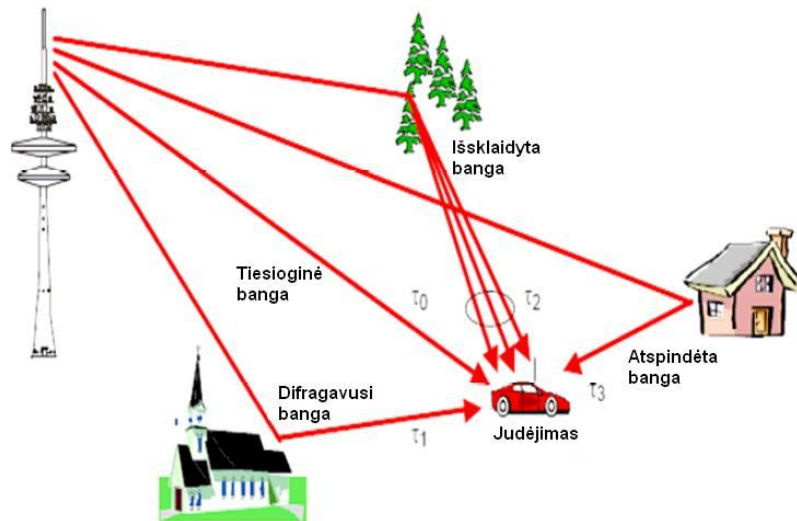 Išsklaidyta
banga
Tiesioginė
banga
τ0
τ2
Atspindėta
banga
τ3
Difragavusi
banga
τ1
Judėjimas